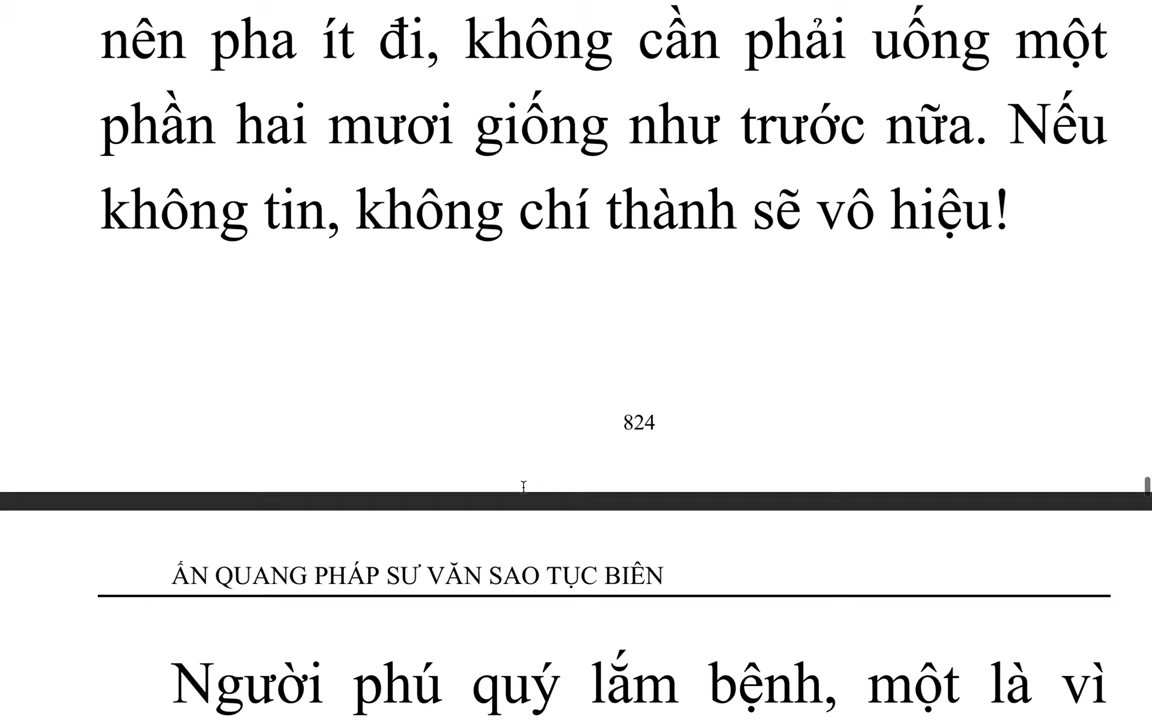 nên pha ít đi, không cần phải uống một
phần hai mươi giống như trước nữa. Nếu
không tin, không chí thành sẽ vô hiệu!
824
ẤN QUANG PHÁP SƯ VĂN SAO TỤC BIÊN
Người phú quý lắm bệnh, một là vì